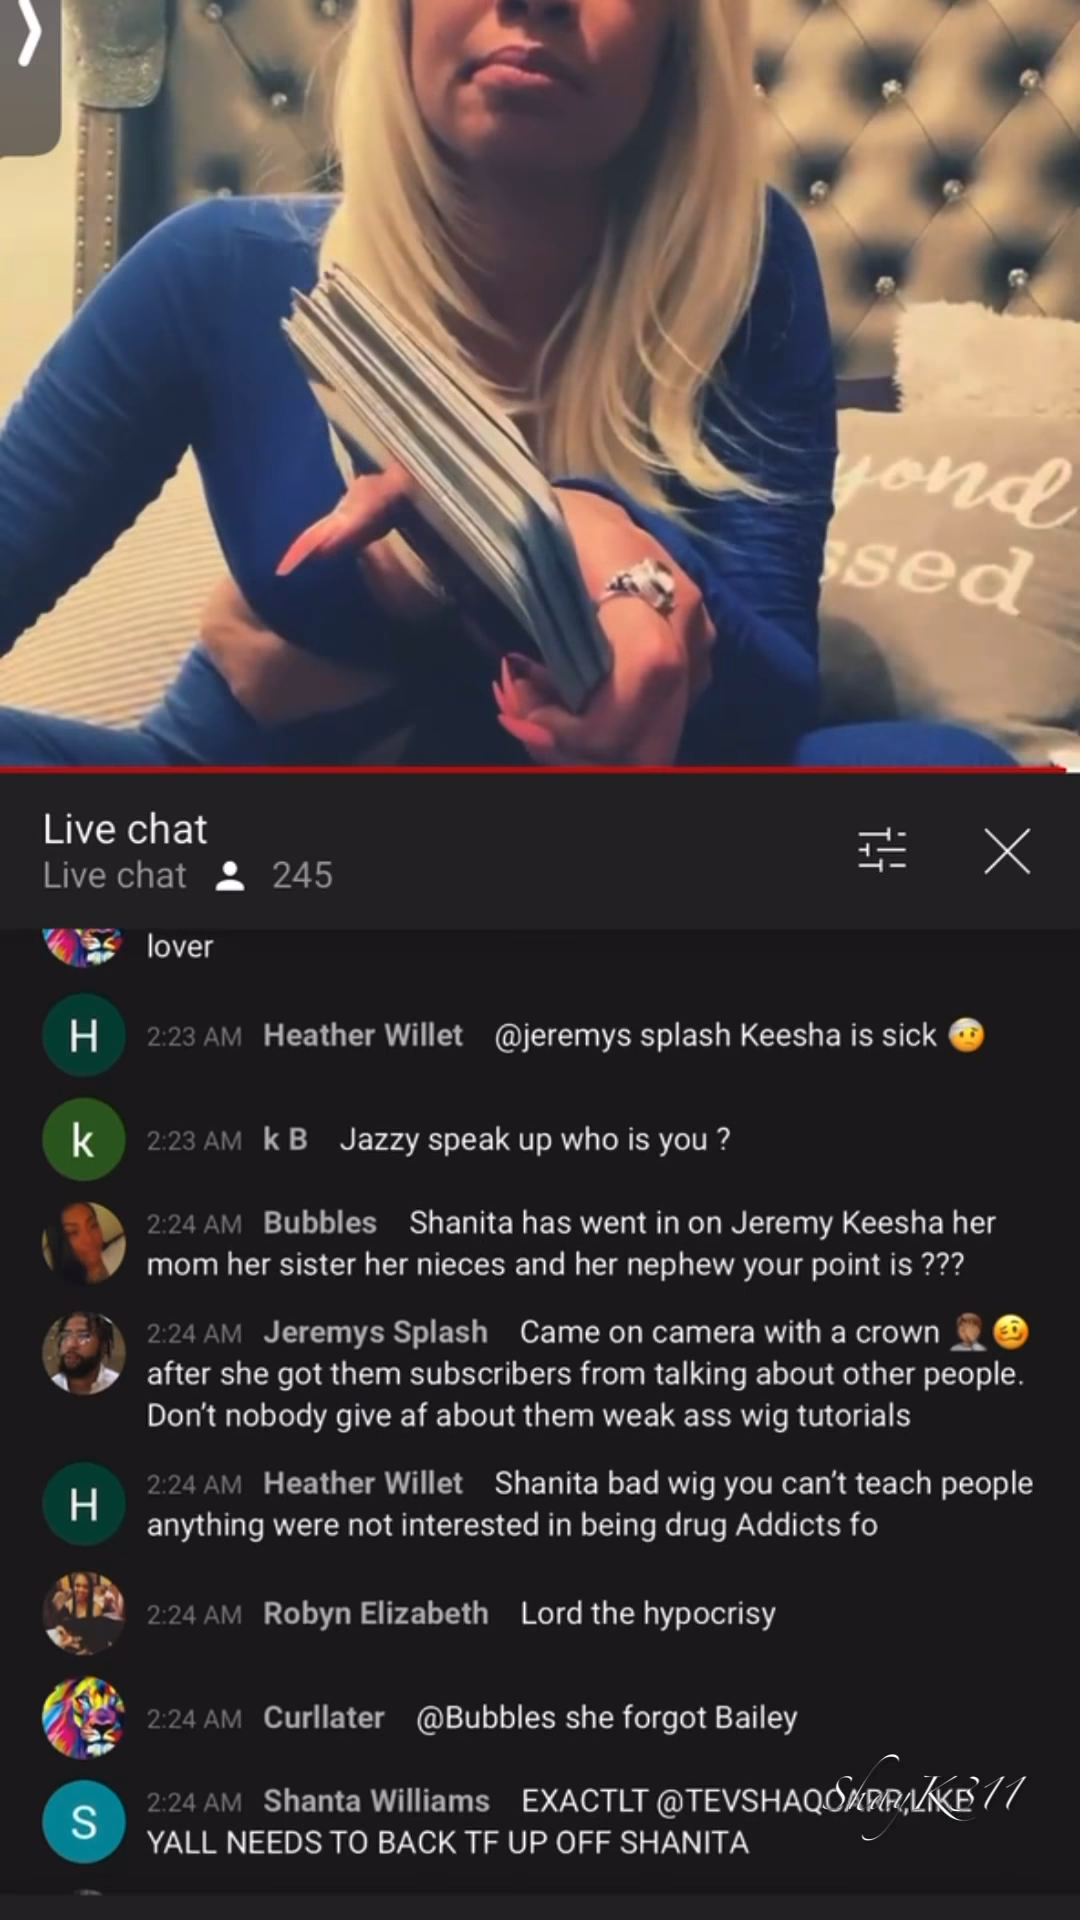 yond
ssed
Live chat
Live chat 245
lover
H 2:23 AM Heather Willet @jeremys splash Keesha is sick 🤕
k 2:23 AM k B Jazzy speak up who is you ?
2:24 AM Bubbles Shanita has went in on Jeremy Keesha her
mom her sister her nieces and her nephew your point is ???
2:24 AM Jeremys Splash Came on camera with a crown 🤦🏽‍♂️🥴
after she got them subscribers from talking about other people.
Don't nobody give af about them weak ass wig tutorials
H 2:24 AM Heather Willet Shanita bad wig you can't teach people
anything were not interested in being drug Addicts fo
2:24 AM Robyn Elizabeth Lord the hypocrisy
2:24 AM Curllater @Bubbles she forgot Bailey
S 2:24 AM Shanta Williams EXACTLT LIKE
YALL NEEDS TO BACK TF UP OFF SHANITA